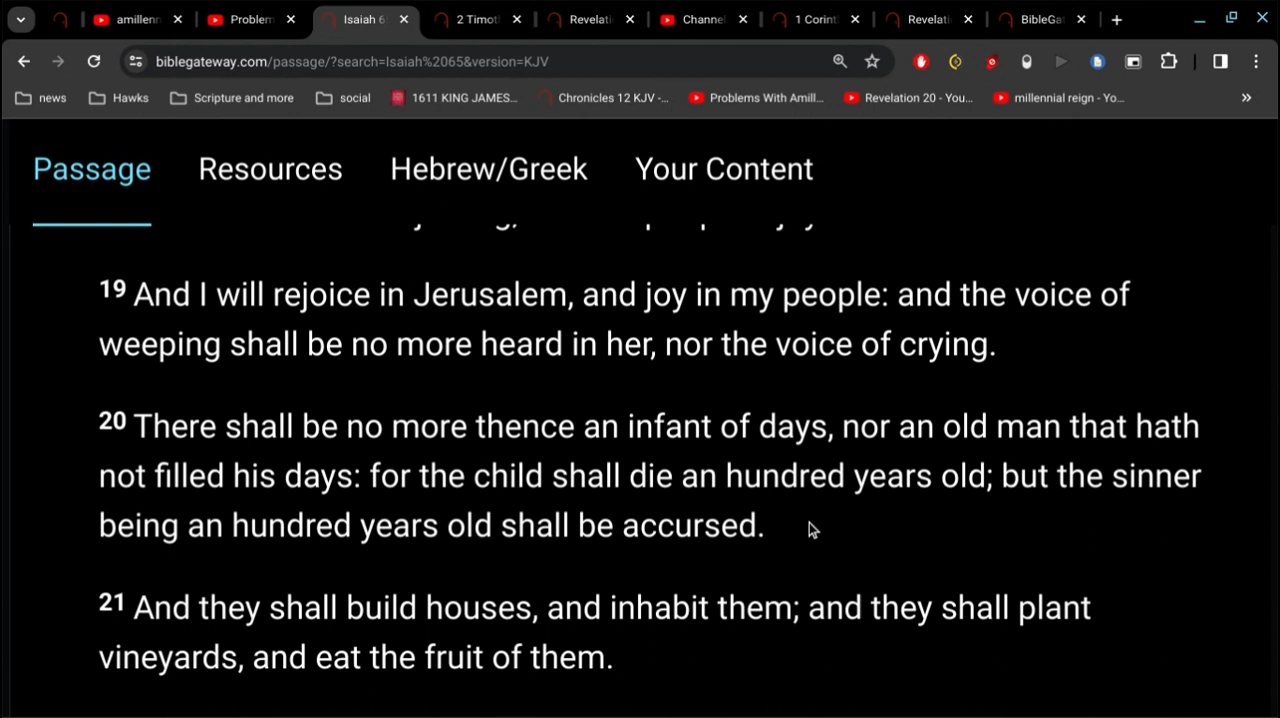 amillenn
Problem
Isaiah 6
2 Timot
Revelati
Channel
1 Corint
Revelati
BibleGa
biblegateway.com/passage/?search=Isaiah%2065&version=KJV
news Hawks Scripture and more social 1611 KING JAMES... Chronicles 12 KJV -... Problems With Amill... Revelation 20 - You... millennial reign - Yo...
Passage Resources Hebrew/Greek Your Content
19 And I will rejoice in Jerusalem, and joy in my people: and the voice of
weeping shall be no more heard in her, nor the voice of crying.
20 There shall be no more thence an infant of days, nor an old man that hath
not filled his days: for the child shall die an hundred years old; but the sinner
being an hundred years old shall be accursed.
21 And they shall build houses, and inhabit them; and they shall plant
vineyards, and eat the fruit of them.